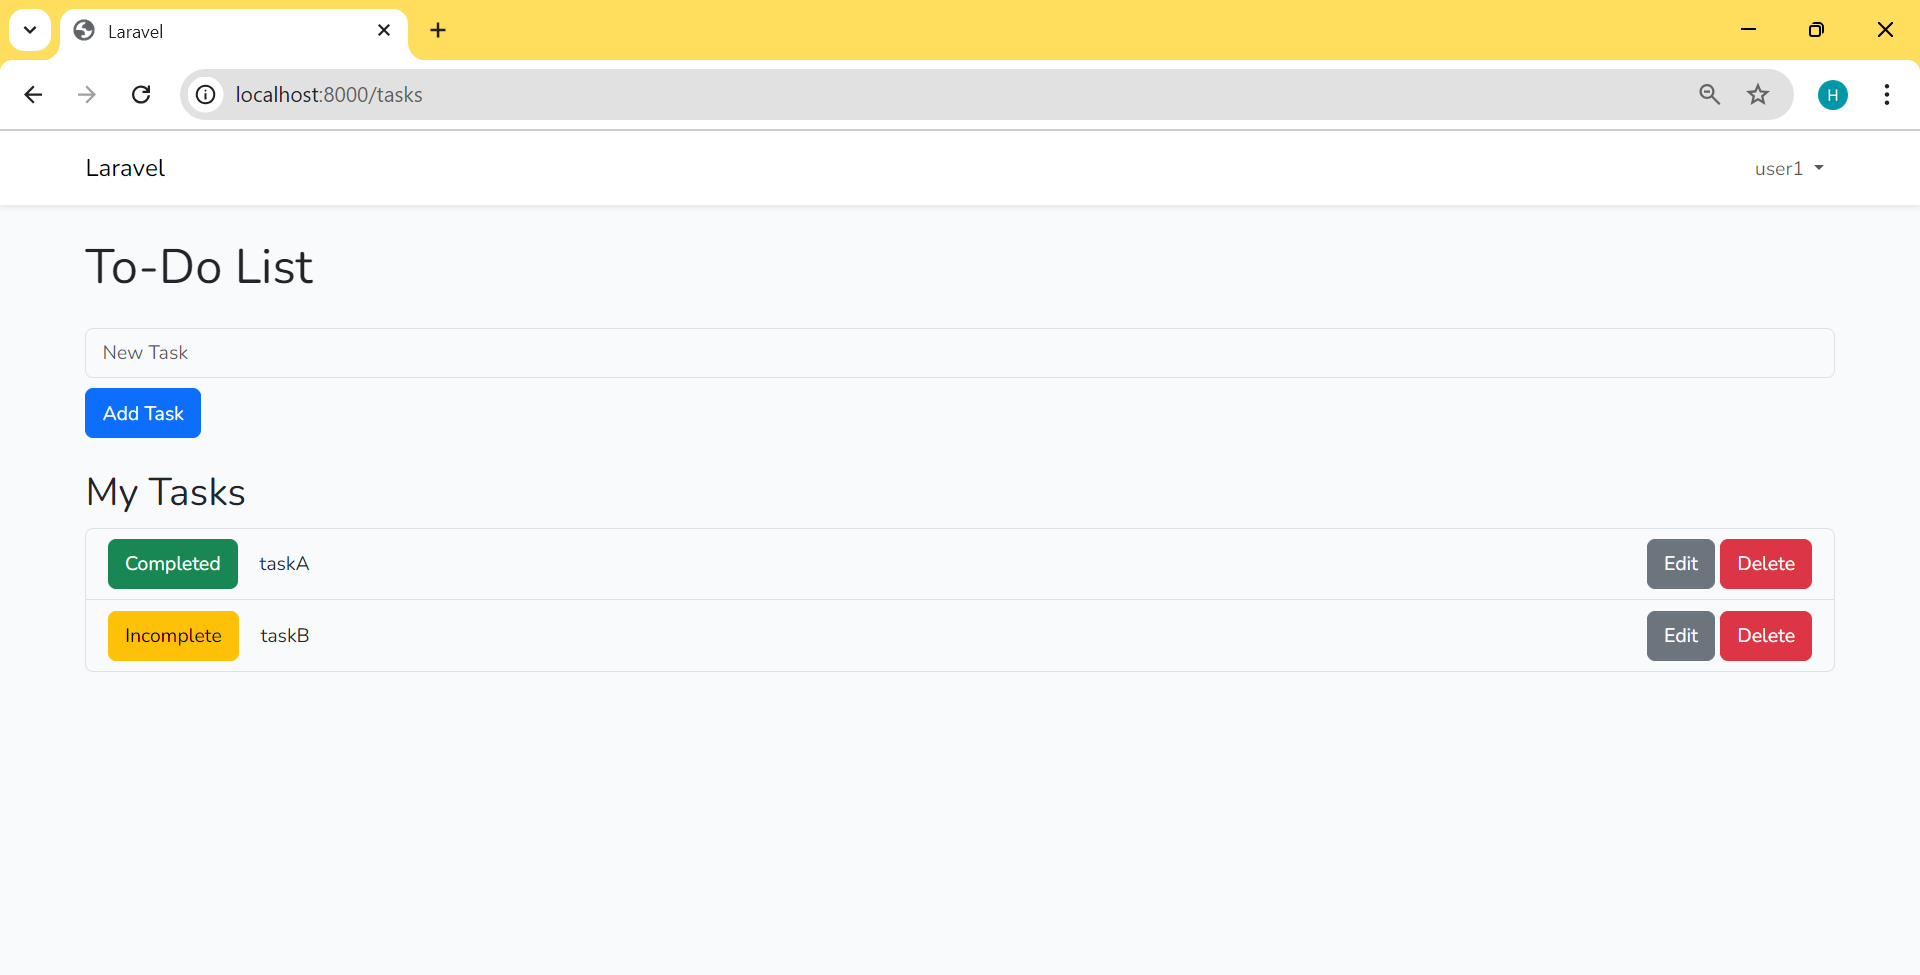 Laravel
localhost:8000/tasks
H
Laravel
user1
To-Do List
New Task
Add Task
My Tasks
Completed taskA Edit Delete
Incomplete taskB Edit Delete